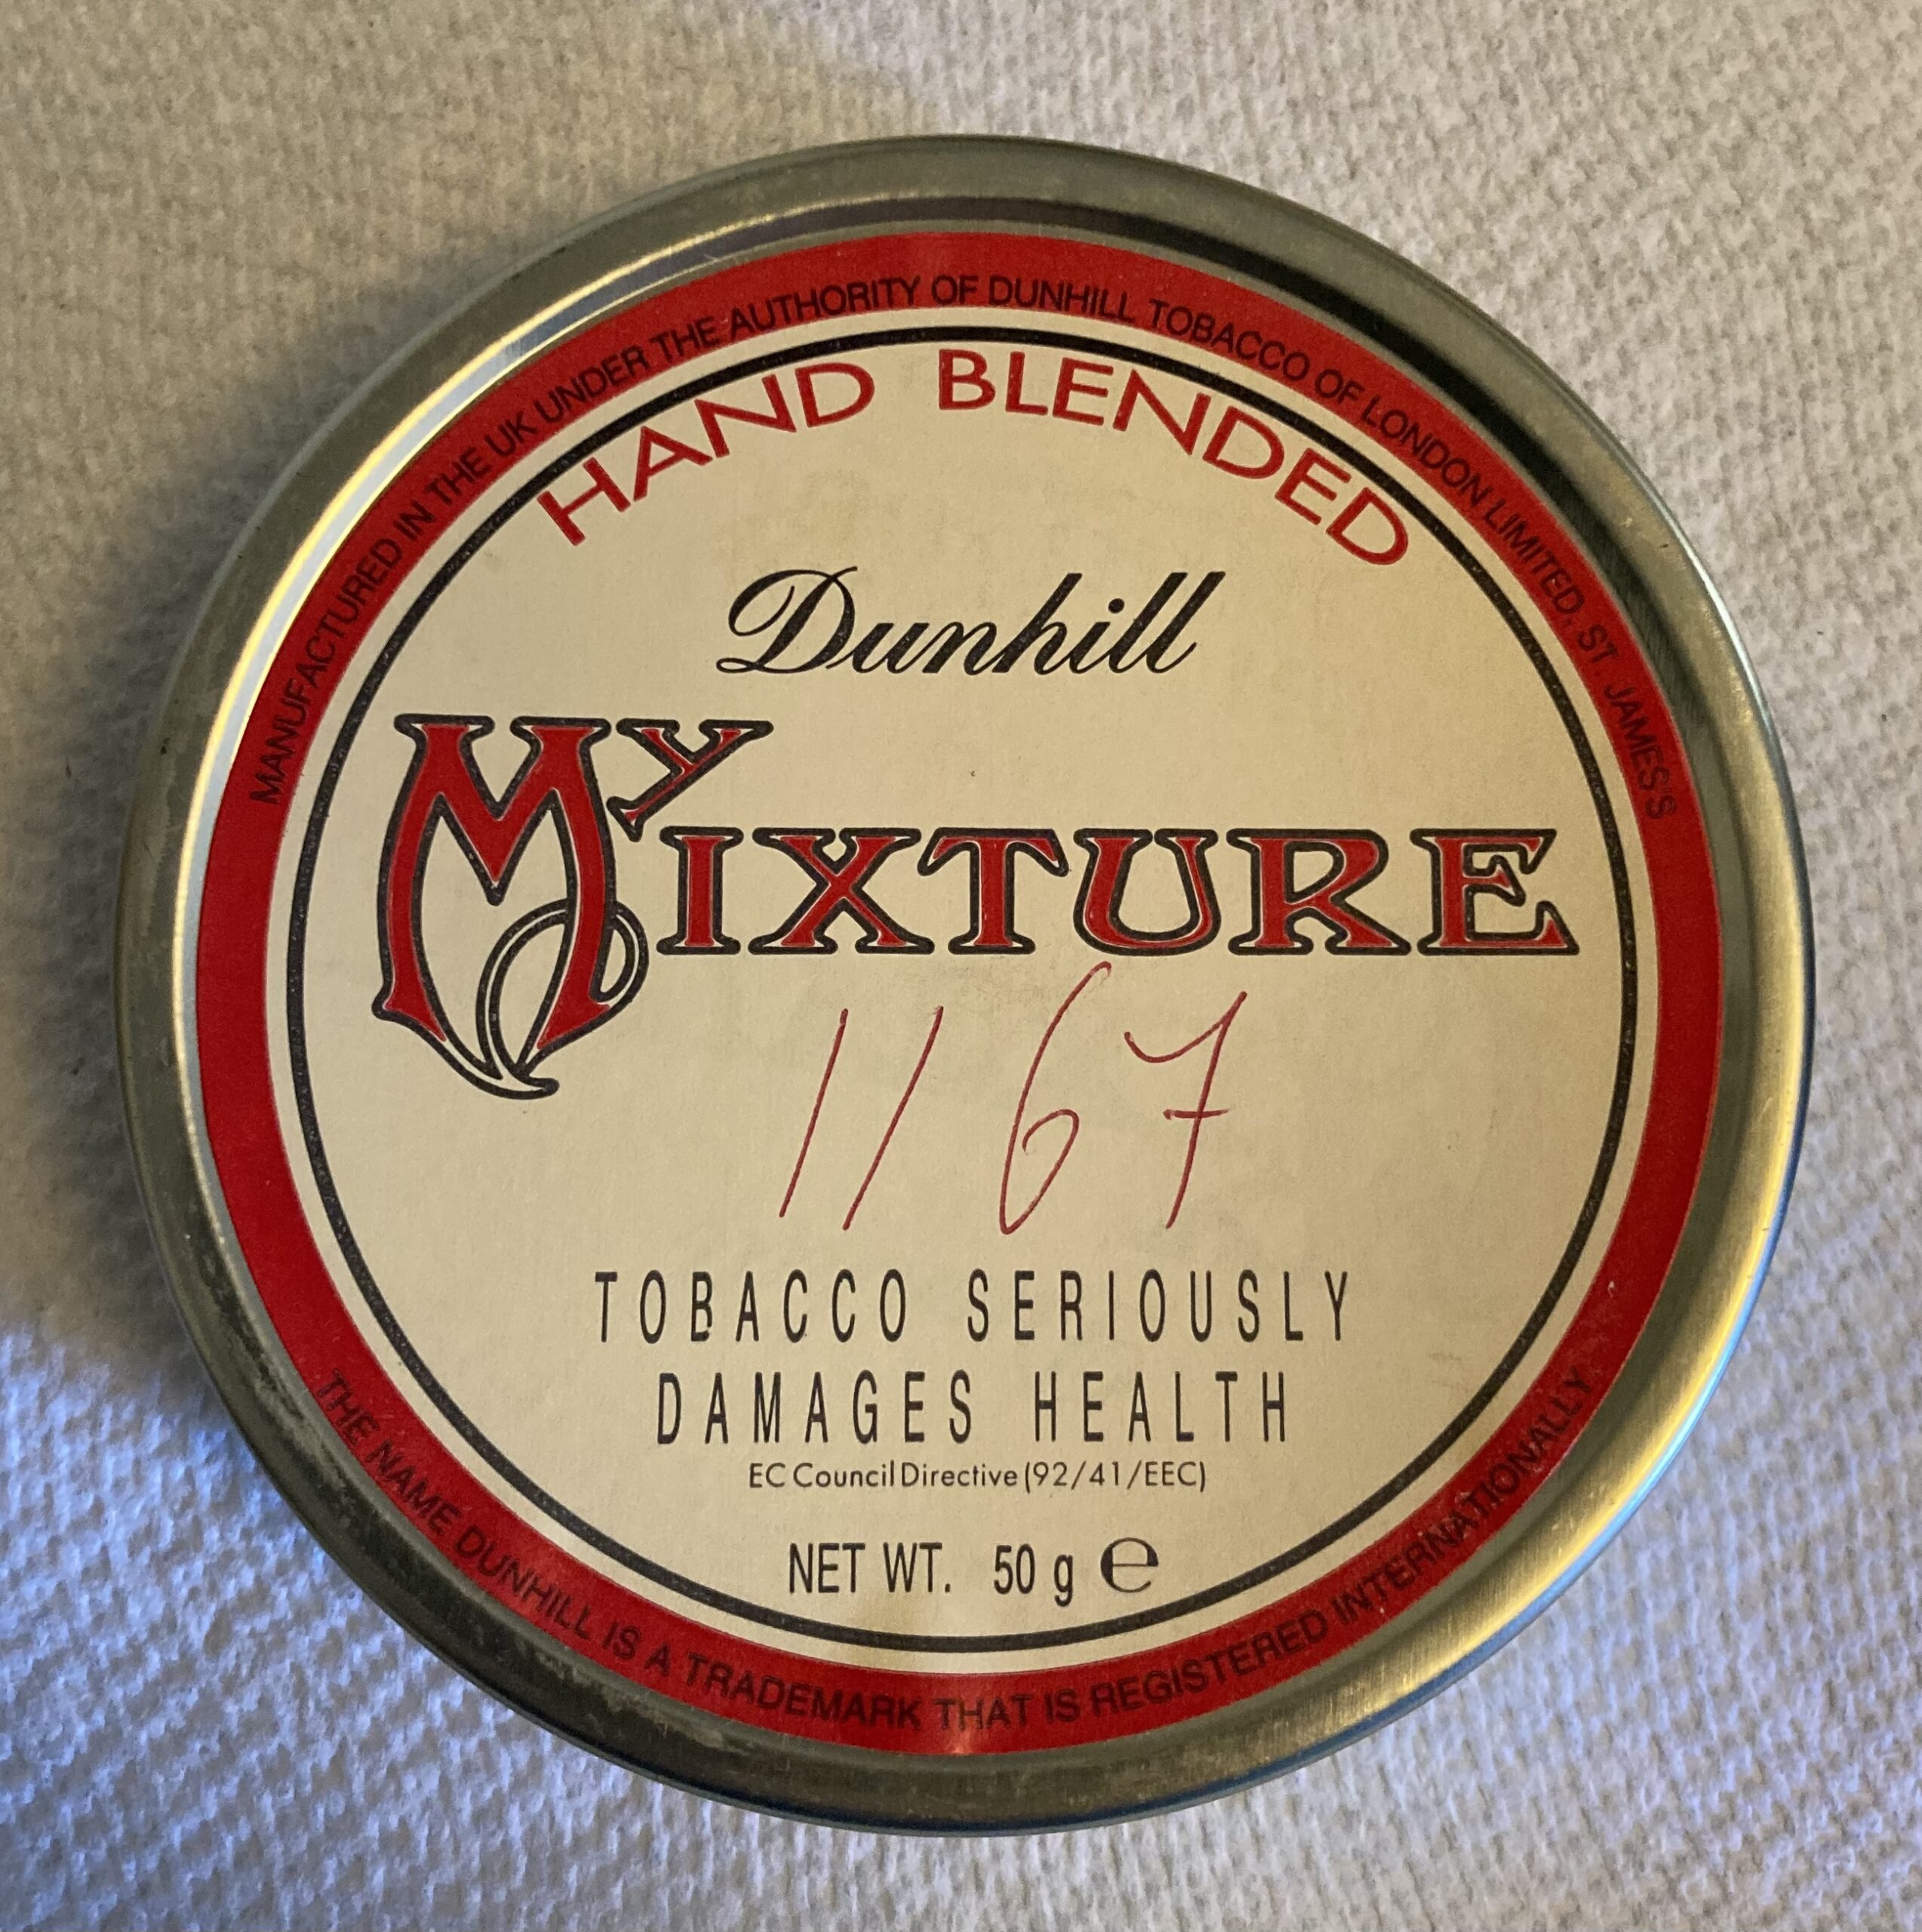 MANUFACTURED IN THE UK UNDER THE AUTHORITY OF DUNHILL TOBACCO OF LONDON LIMITED, ST. JAMES'S
HAND BLENDED
Dunhill
My MIXTURE
1167
TOBACCO SERIOUSLY
DAMAGES HEALTH
EC Council Directive (92/41/EEC)
NET WT. 50 g ℮
THE NAME DUNHILL IS A TRADEMARK THAT IS REGISTERED INTERNATIONALLY